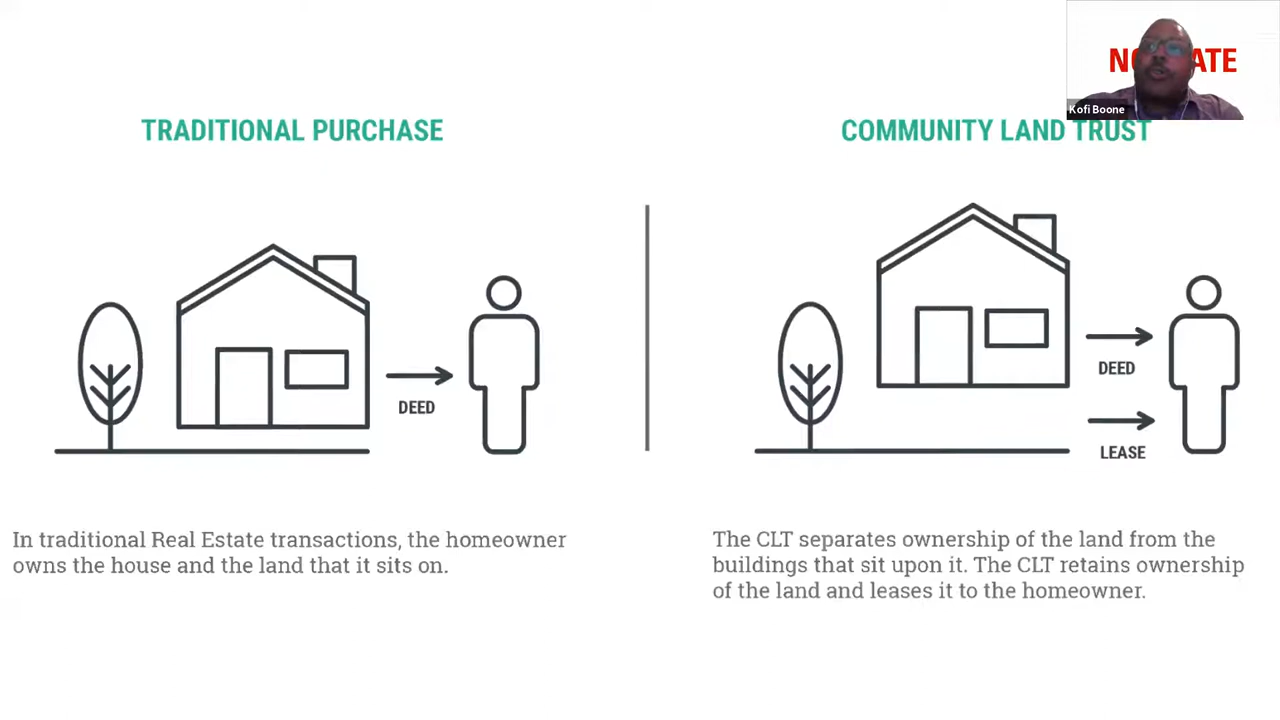 Kofi Boone
TRADITIONAL PURCHASE
COMMUNITY LAND TRUST
DEED
DEED
LEASE
In traditional Real Estate transactions, the homeowner
owns the house and the land that it sits on.
The CLT separates ownership of the land from the
buildings that sit upon it. The CLT retains ownership
of the land and leases it to the homeowner.